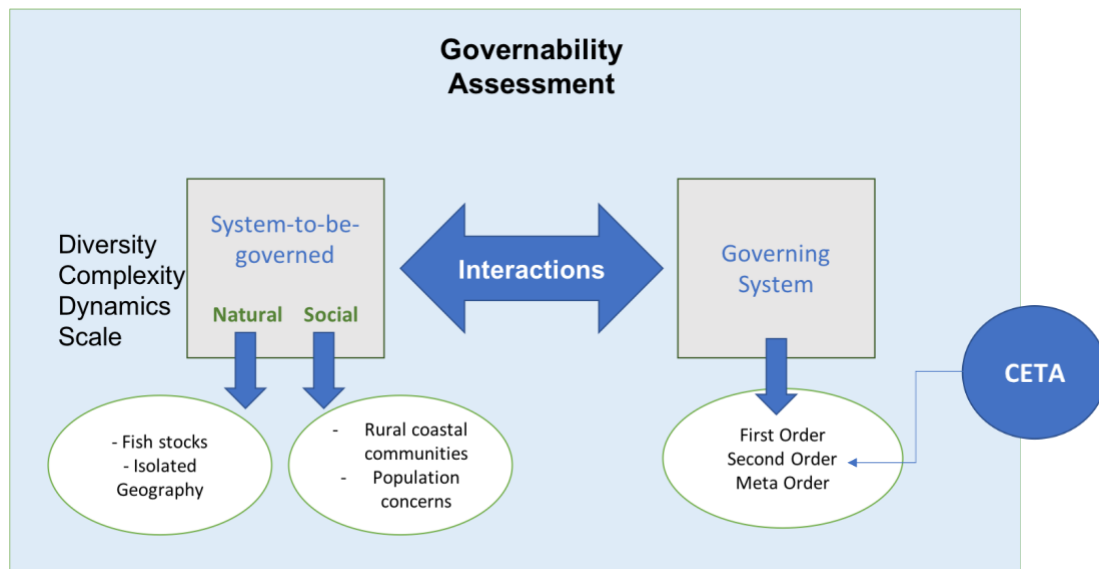 Governability
Assessment
Diversity
Complexity
Dynamics
Scale
System-to-be-
governed
Natural Social
Interactions
Governing
System
CETA
- Fish stocks
- Isolated
Geography
- Rural coastal
communities
- Population
concerns
First Order
Second Order
Meta Order